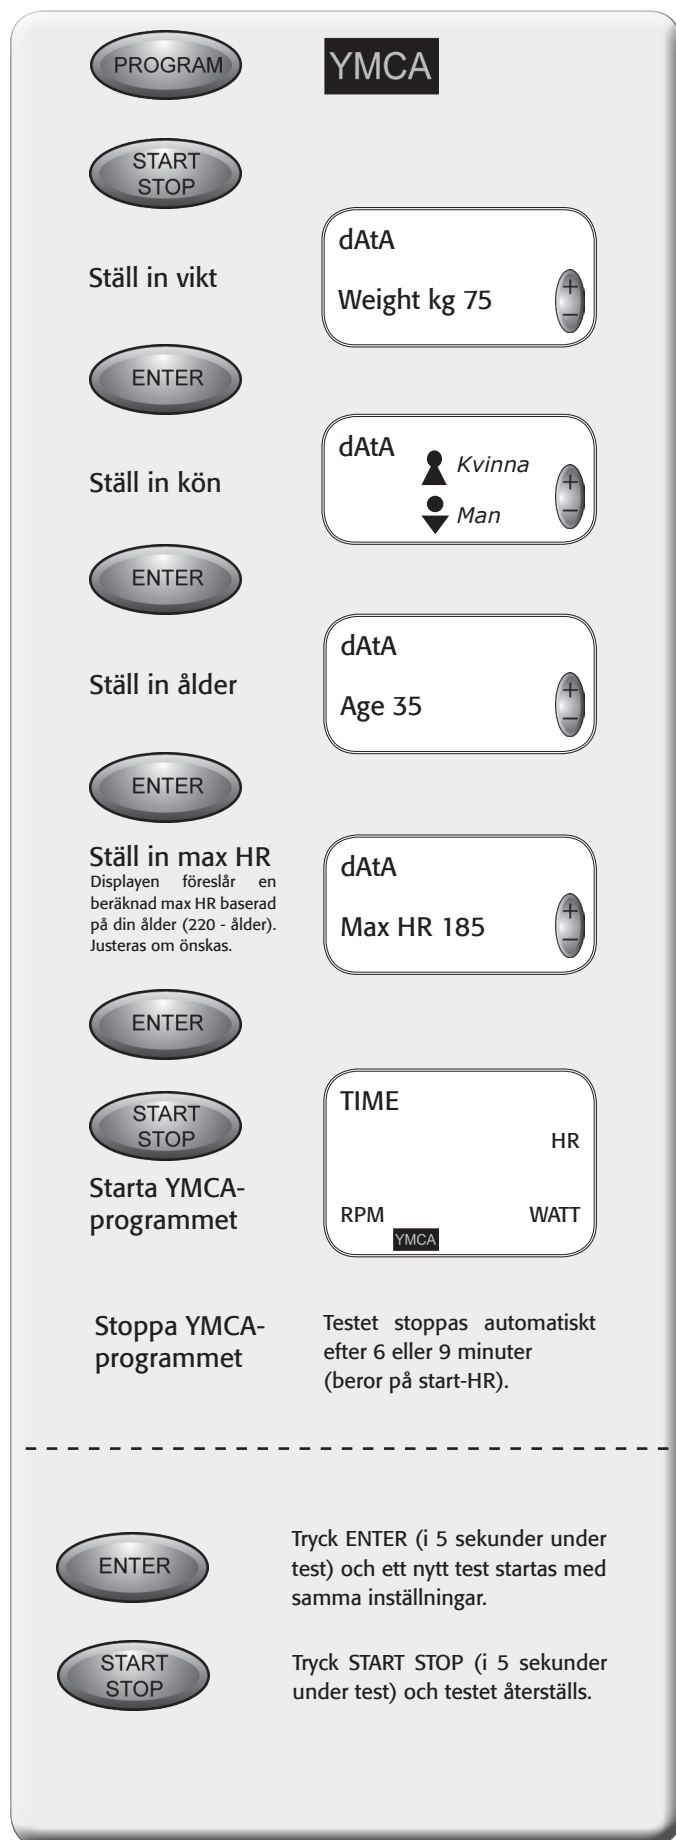 PROGRAM
YMCA
START
STOP
dAtA
Ställ in vikt
Weight kg 75
+
–
ENTER
dAtA
Kvinna
Ställ in kön
+
–
Man
ENTER
dAtA
Ställ in ålder
Age 35
+
–
ENTER
Ställ in max HR
Displayen föreslår en
beräknad max HR baserad
på din ålder (220 - ålder).
Justeras om önskas.
dAtA
Max HR 185
+
–
ENTER
START
STOP
Starta YMCA-
programmet
TIME
HR
RPM WATT
YMCA
Stoppa YMCA-
programmet
Testet stoppas automatiskt
efter 6 eller 9 minuter
(beror på start-HR).
ENTER
Tryck ENTER (i 5 sekunder under
test) och ett nytt test startas med
samma inställningar.
START
STOP
Tryck START STOP (i 5 sekunder
under test) och testet återställs.